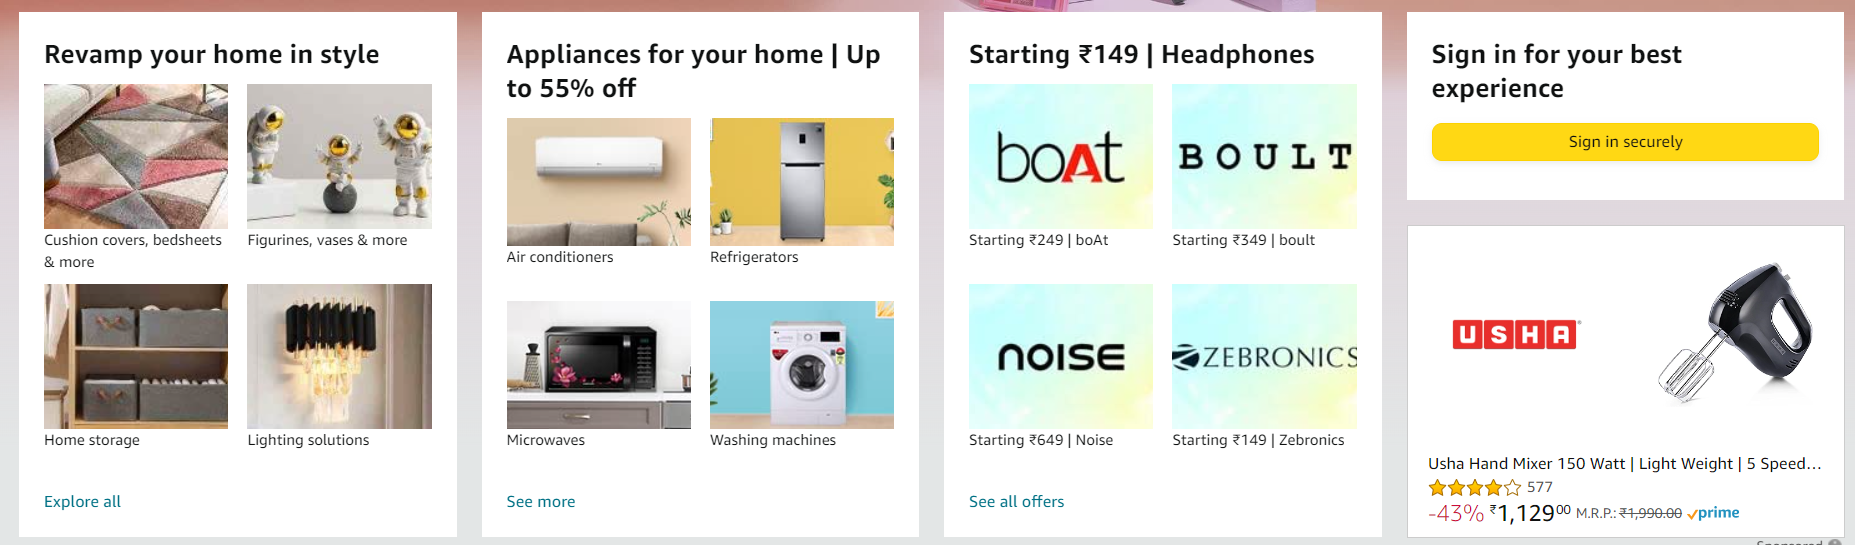 Revamp your home in style
Cushion covers, bedsheets
& more
Figurines, vases & more
Home storage
Lighting solutions
Explore all
Appliances for your home | Up
to 55% off
Air conditioners
Refrigerators
Microwaves
Washing machines
See more
Starting ₹149 | Headphones
boAt
BOULT
Starting ₹249 | boAt
Starting ₹349 | boult
noise
ZEBRONICS
Starting ₹649 | Noise
Starting ₹149 | Zebronics
See all offers
Sign in for your best
experience
Sign in securely
USHA
Usha Hand Mixer 150 Watt | Light Weight | 5 Speed...
577
-43% ₹1,129.00 M.R.P.: ₹1,990.00 prime
Sponsored